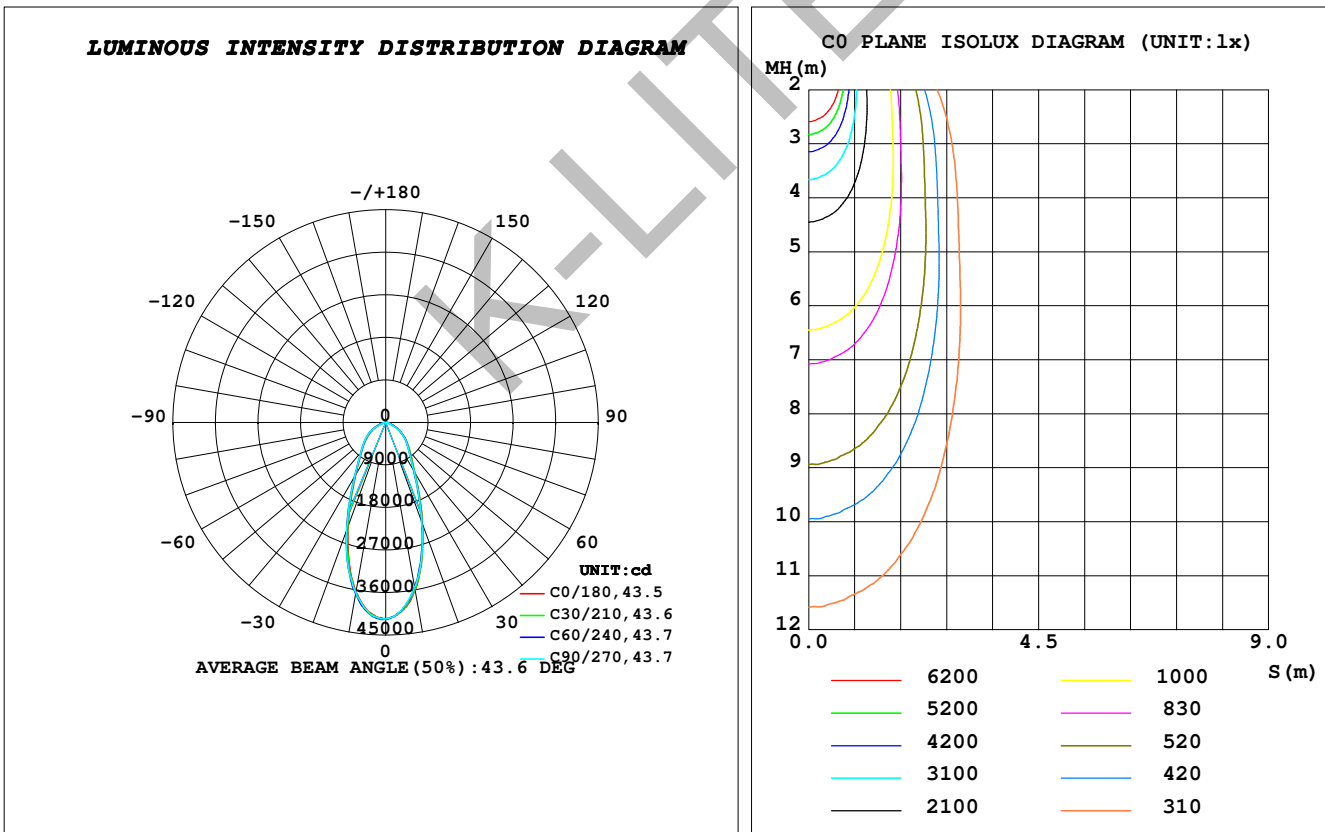 LUMINOUS INTENSITY DISTRIBUTION DIAGRAM
-/+180
-150
150
-120
120
-90
90
0
9000
18000
27000
36000
45000
-60
60
-30
30
0
UNIT:cd
C0/180,43.5
C30/210,43.6
C60/240,43.7
C90/270,43.7
AVERAGE BEAM ANGLE(50%):43.6 DEG
C0 PLANE ISOLUX DIAGRAM (UNIT:lx)
MH(m)
2
3
4
5
6
7
8
9
10
11
12
0.0 4.5 9.0
S(m)
6200 1000
5200 830
4200 520
3100 420
2100 310
K-LITE